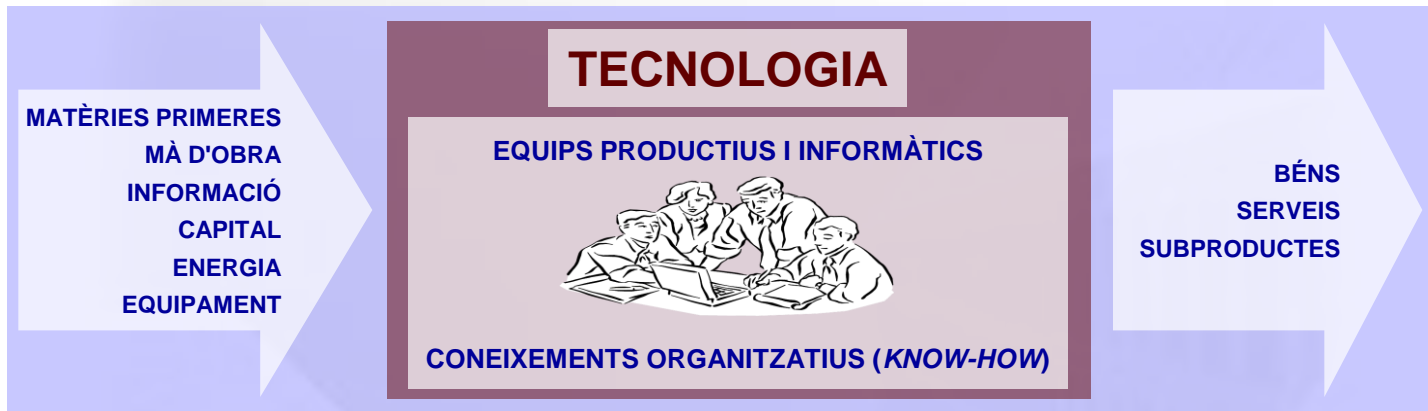 MATÈRIES PRIMERES
MÀ D'OBRA
INFORMACIÓ
CAPITAL
ENERGIA
EQUIPAMENT
TECNOLOGIA
EQUIPS PRODUCTIUS I INFORMÀTICS
CONEIXEMENTS ORGANITZATIUS (KNOW-HOW)
BÉNS
SERVEIS
SUBPRODUCTES